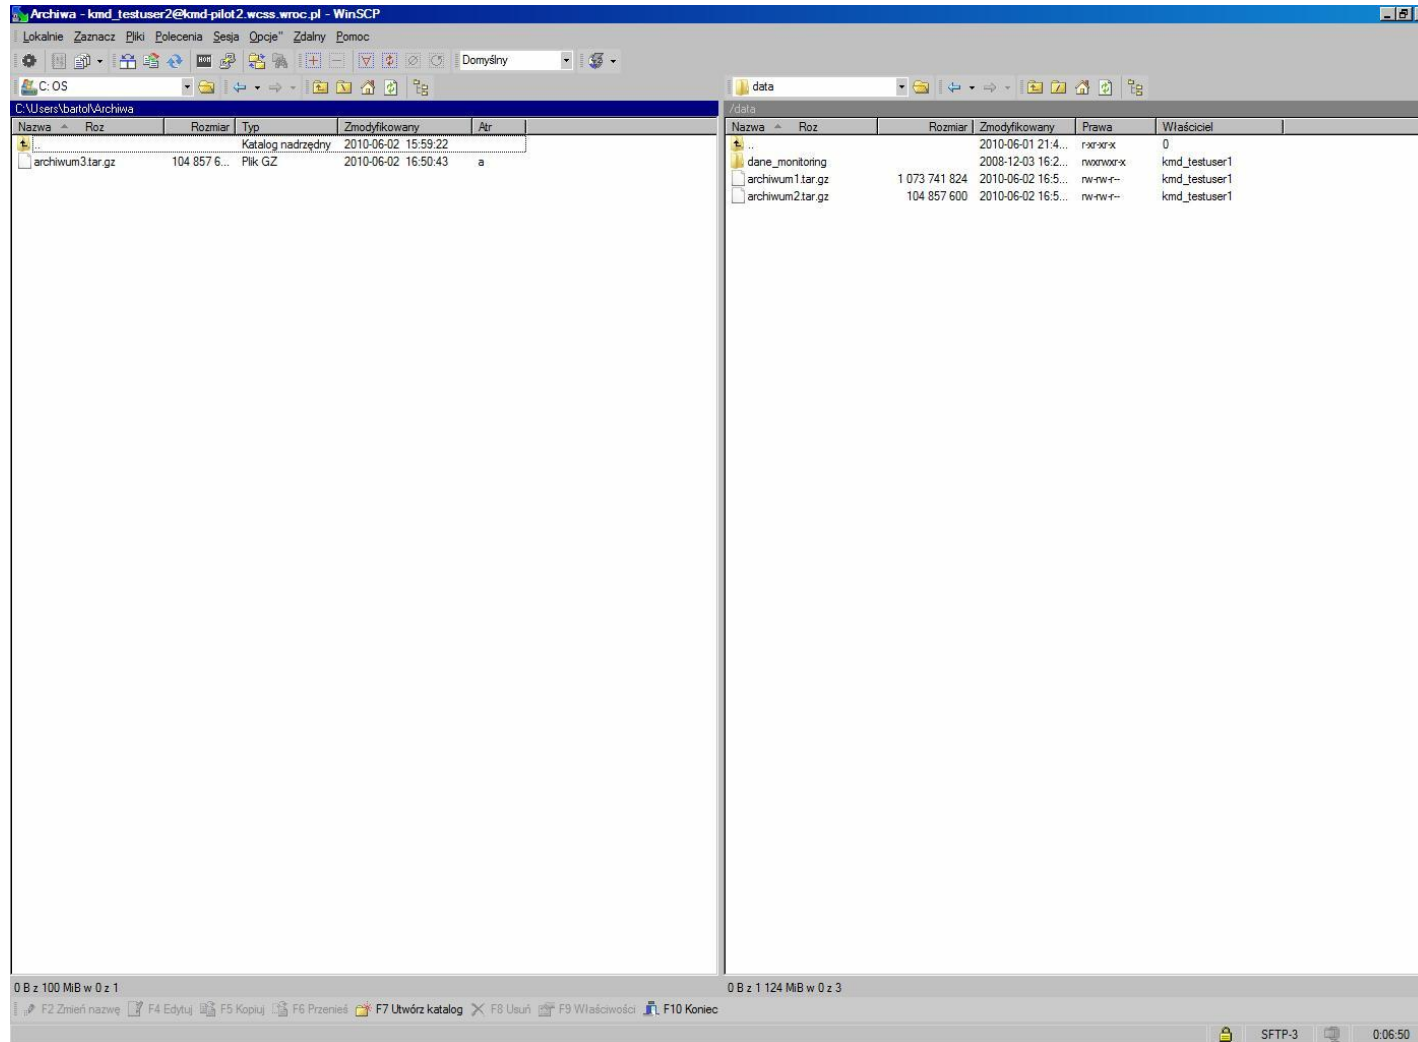 Archiwa - kmd_testuser2@kmd-pilot2.wcss.wroc.pl - WinSCP
Lokalnie Zaznacz Pliki Polecenia Sesja Opcje" Zdalny Pomoc
Domyślny
C: OS
data
C:\Users\bartol\Archiwa
/data
Nazwa Roz Rozmiar Typ Zmodyfikowany Atr
.. Katalog nadrzędny 2010-06-02 15:59:22
archiwum3.tar.gz 104 857 6... Plik GZ 2010-06-02 16:50:43 a
Nazwa Roz Rozmiar Zmodyfikowany Prawa Właściciel
.. 2010-06-01 21:4... r-xr-xr-x 0
dane_monitoring 2008-12-03 16:2... rwxrwxr-x kmd_testuser1
archiwum1.tar.gz 1 073 741 824 2010-06-02 16:5... rw-rw-r-- kmd_testuser1
archiwum2.tar.gz 104 857 600 2010-06-02 16:5... rw-rw-r-- kmd_testuser1
0 B z 100 MiB w 0 z 1
0 B z 1 124 MiB w 0 z 3
F2 Zmień nazwę F4 Edytuj F5 Kopiuj F6 Przenieś F7 Utwórz katalog F8 Usuń F9 Właściwości F10 Koniec
SFTP-3 0:06:50